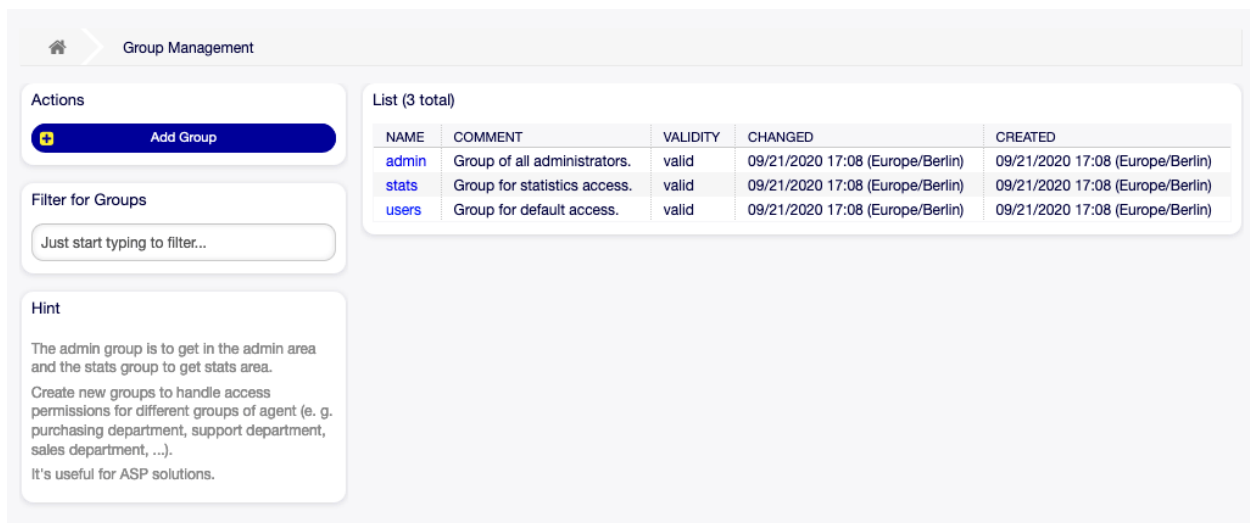 Group Management
Actions
Add Group
Filter for Groups
Just start typing to filter...
Hint
The admin group is to get in the admin area
and the stats group to get stats area.
Create new groups to handle access
permissions for different groups of agent (e. g.
purchasing department, support department,
sales department, ...).
It's useful for ASP solutions.
List (3 total)
NAME COMMENT VALIDITY CHANGED CREATED
admin Group of all administrators. valid 09/21/2020 17:08 (Europe/Berlin) 09/21/2020 17:08 (Europe/Berlin)
stats Group for statistics access. valid 09/21/2020 17:08 (Europe/Berlin) 09/21/2020 17:08 (Europe/Berlin)
users Group for default access. valid 09/21/2020 17:08 (Europe/Berlin) 09/21/2020 17:08 (Europe/Berlin)